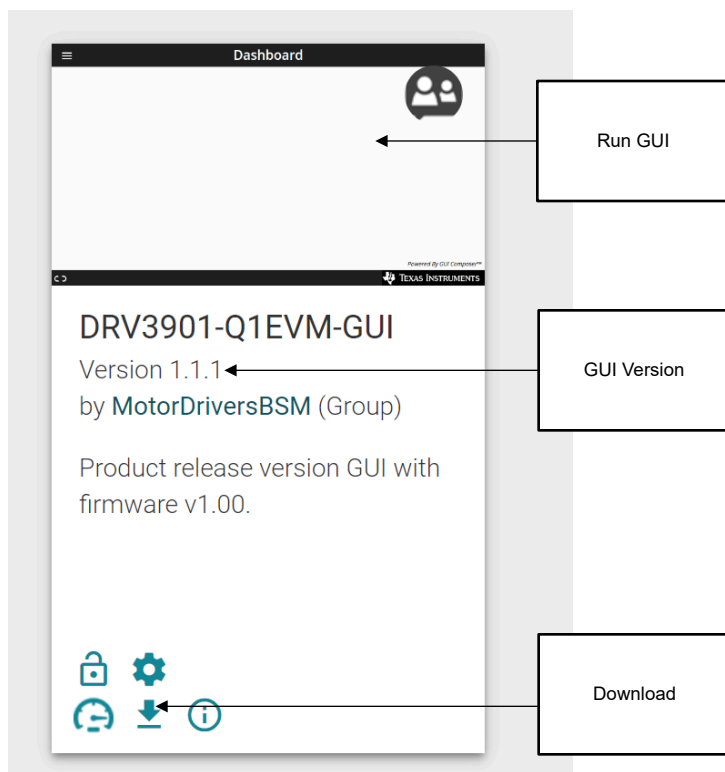 Dashboard
Run GUI
Powered By GUI Composer™
TEXAS INSTRUMENTS
DRV3901-Q1EVM-GUI
Version 1.1.1
GUI Version
by MotorDriversBSM (Group)
Product release version GUI with
firmware v1.00.
Download